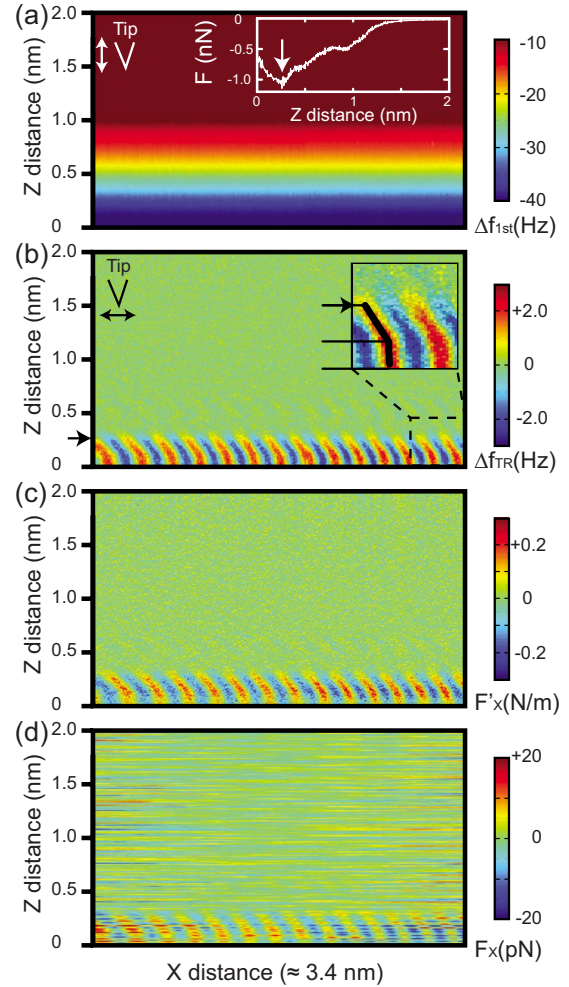 (a)
Tip
F (nN)
0
-0.5
-1.0
0
1
2
Z distance (nm)
Z distance (nm)
2.0
1.5
1.0
0.5
0
-10
-20
-30
-40
Δf1st(Hz)
(b)
Tip
Z distance (nm)
2.0
1.5
1.0
0.5
0
+2.0
0
-2.0
ΔfTR(Hz)
(c)
Z distance (nm)
2.0
1.5
1.0
0.5
0
+0.2
0
-0.2
F'X(N/m)
(d)
Z distance (nm)
2.0
1.5
1.0
0.5
0
+20
0
-20
FX(pN)
X distance (≈ 3.4 nm)